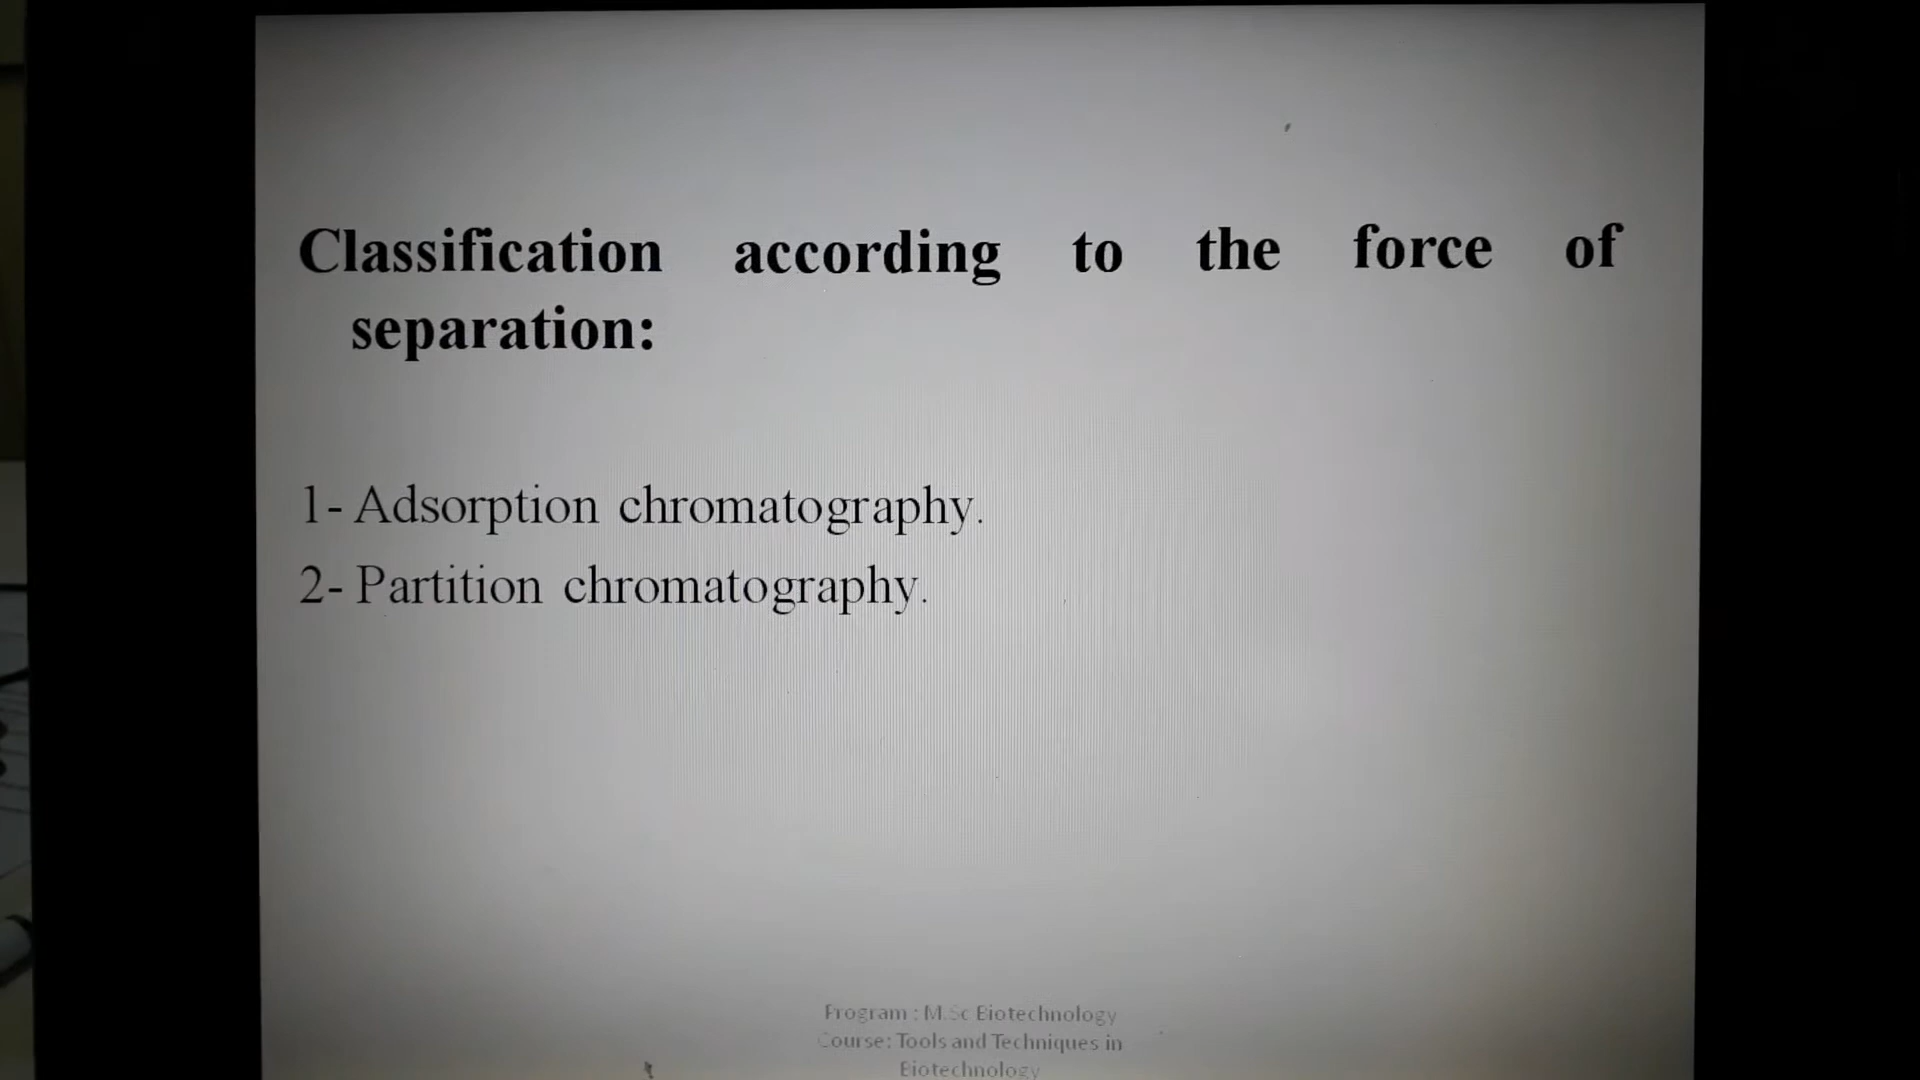 Classification according to the force of
separation:
1- Adsorption chromatography.
2- Partition chromatography.
Program : M.Sc Biotechnology
Course: Tools and Techniques in
Biotechnology